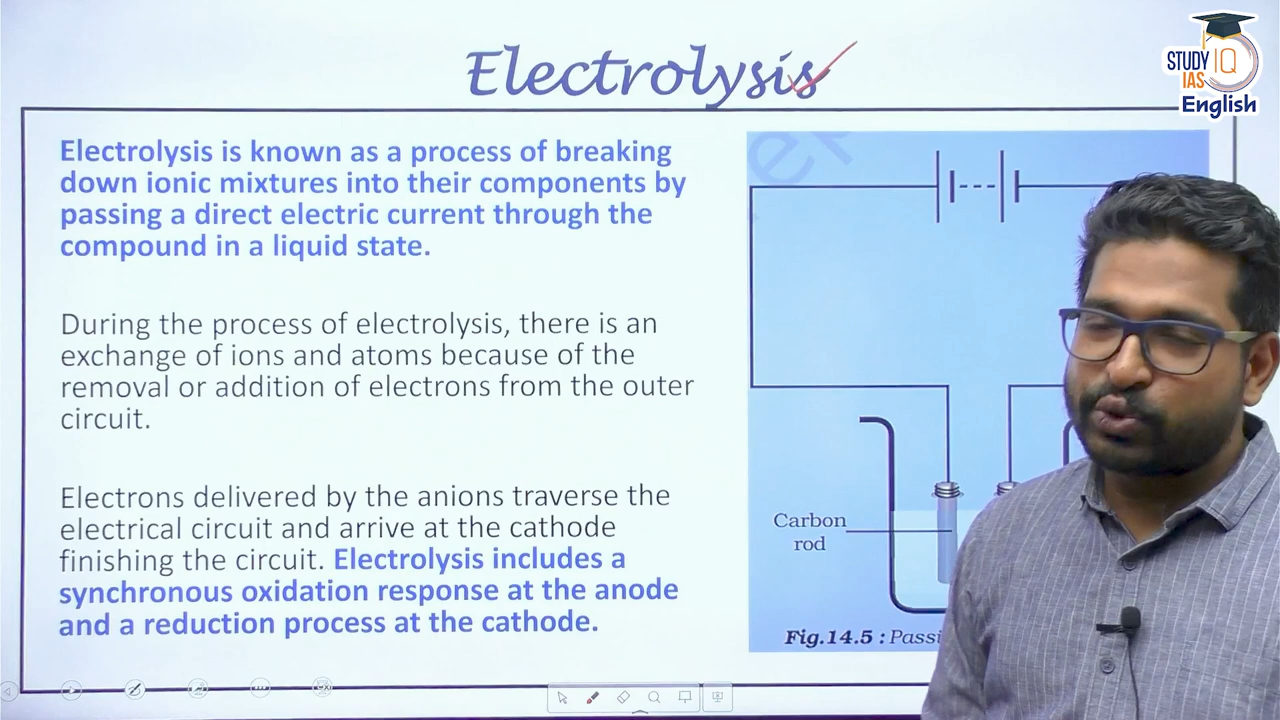 Electrolysis
STUDY IQ
IAS
English
Electrolysis is known as a process of breaking
down ionic mixtures into their components by
passing a direct electric current through the
compound in a liquid state.
During the process of electrolysis, there is an
exchange of ions and atoms because of the
removal or addition of electrons from the outer
circuit.
Electrons delivered by the anions traverse the
electrical circuit and arrive at the cathode
finishing the circuit. Electrolysis includes a
synchronous oxidation response at the anode
and a reduction process at the cathode.
Carbon
rod
Fig.14.5 : Passi